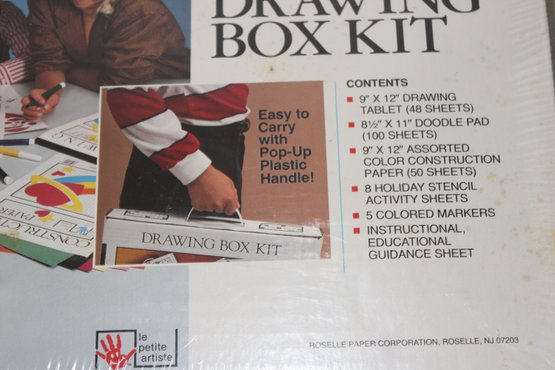 DRAWING
BOX KIT
CONTENTS
■ 9" X 12" DRAWING
TABLET (48 SHEETS)
■ 8½" X 11" DOODLE PAD
(100 SHEETS)
■ 9" X 12" ASSORTED
COLOR CONSTRUCTION
PAPER (50 SHEETS)
■ 8 HOLIDAY STENCIL
ACTIVITY SHEETS
■ 5 COLORED MARKERS
■ INSTRUCTIONAL,
EDUCATIONAL
GUIDANCE SHEET
Easy to
Carry
with
Pop-Up
Plastic
Handle!
DRAWING BOX KIT
PAPER
le
petite
artiste
ROSELLE PAPER CORPORATION, ROSELLE, NJ 07203